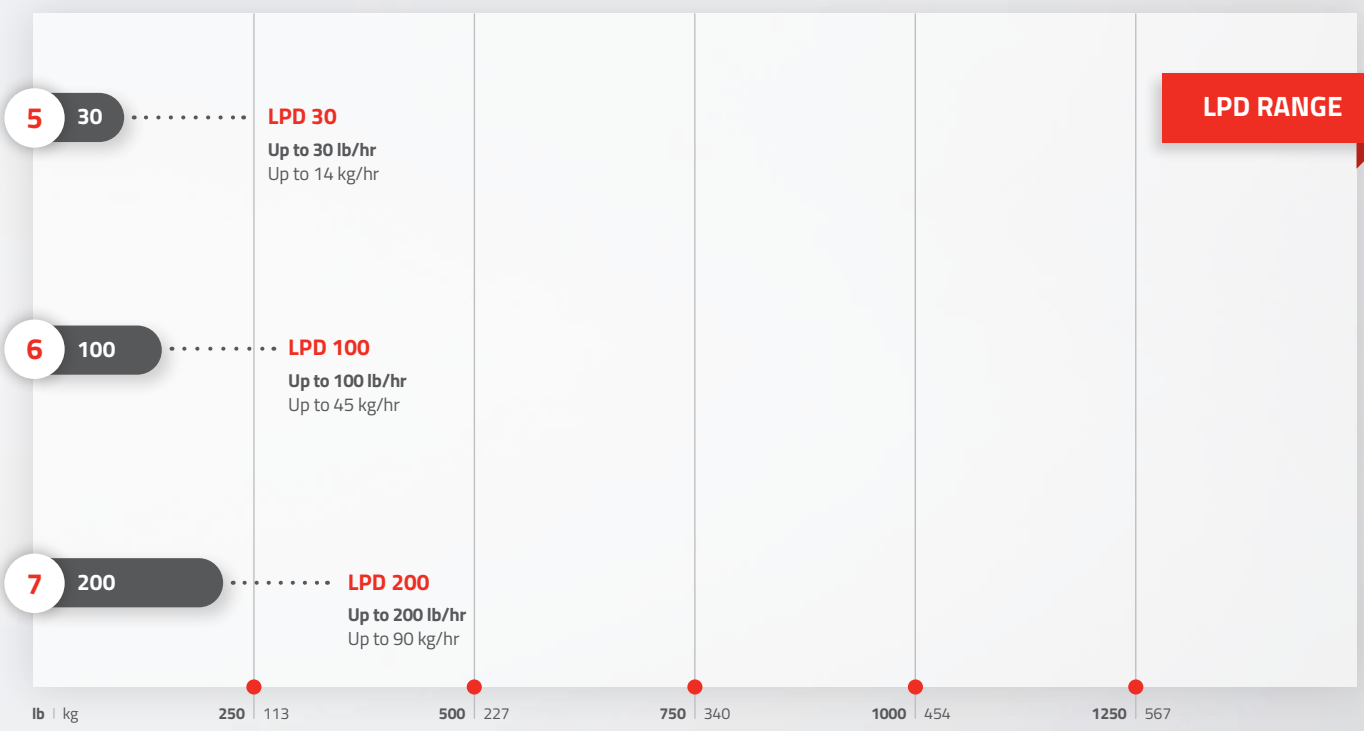 LPD RANGE
5 30 LPD 30
Up to 30 lb/hr
Up to 14 kg/hr
6 100 LPD 100
Up to 100 lb/hr
Up to 45 kg/hr
7 200 LPD 200
Up to 200 lb/hr
Up to 90 kg/hr
lb | kg 250 | 113 500 | 227 750 | 340 1000 | 454 1250 | 567